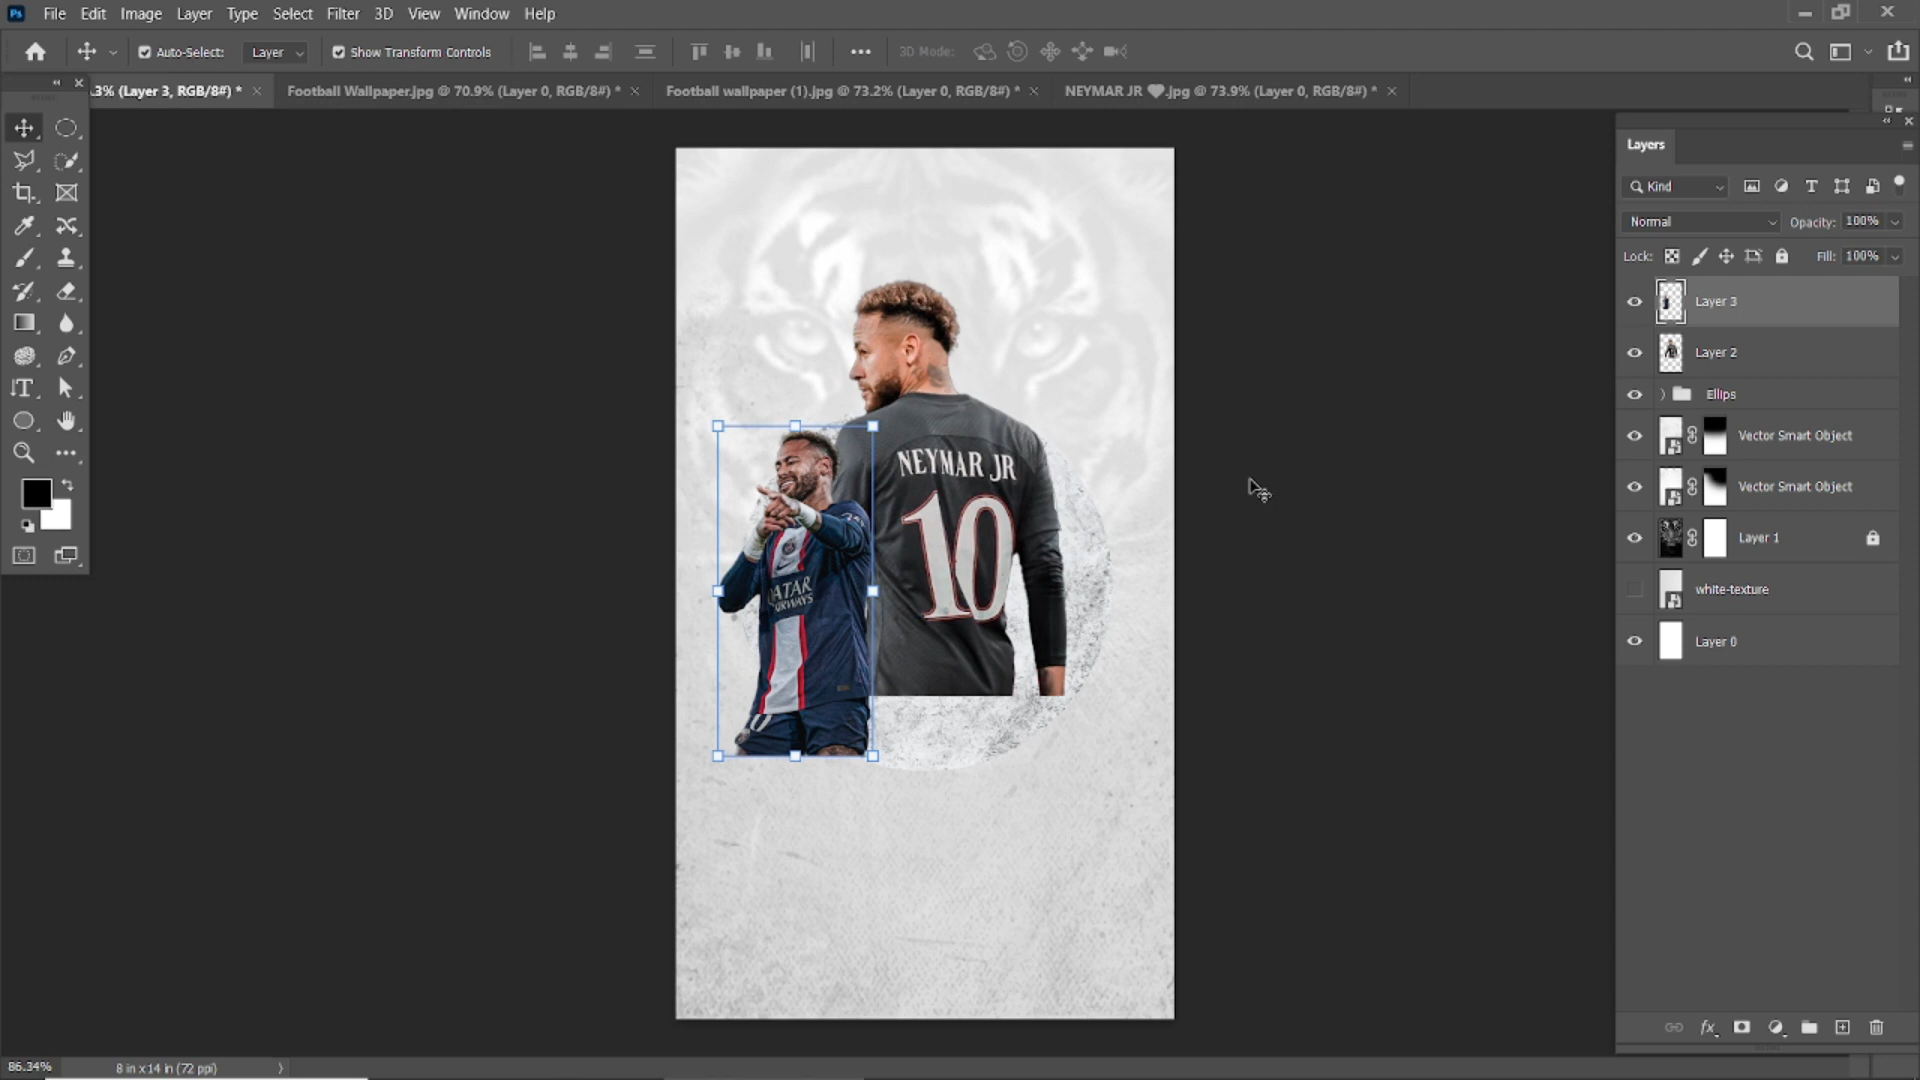 Ps File Edit Image Layer Type Select Filter 3D View Window Help
Auto-Select: Layer Show Transform Controls 3D Mode:
.3% (Layer 3, RGB/8#) * Football Wallpaper.jpg @ 70.9% (Layer 0, RGB/8#) * Football wallpaper (1).jpg @ 73.2% (Layer 0, RGB/8#) * NEYMAR JR 🖤.jpg @ 73.9% (Layer 0, RGB/8#) *
Layers
Kind
Normal Opacity: 100%
Lock: Fill: 100%
Layer 3
Layer 2
Ellips
Vector Smart Object
Vector Smart Object
Layer 1
white-texture
Layer 0
NEYMAR JR
10
QATAR
AIRWAYS
10
86.34% 8 in x 14 in (72 ppi)